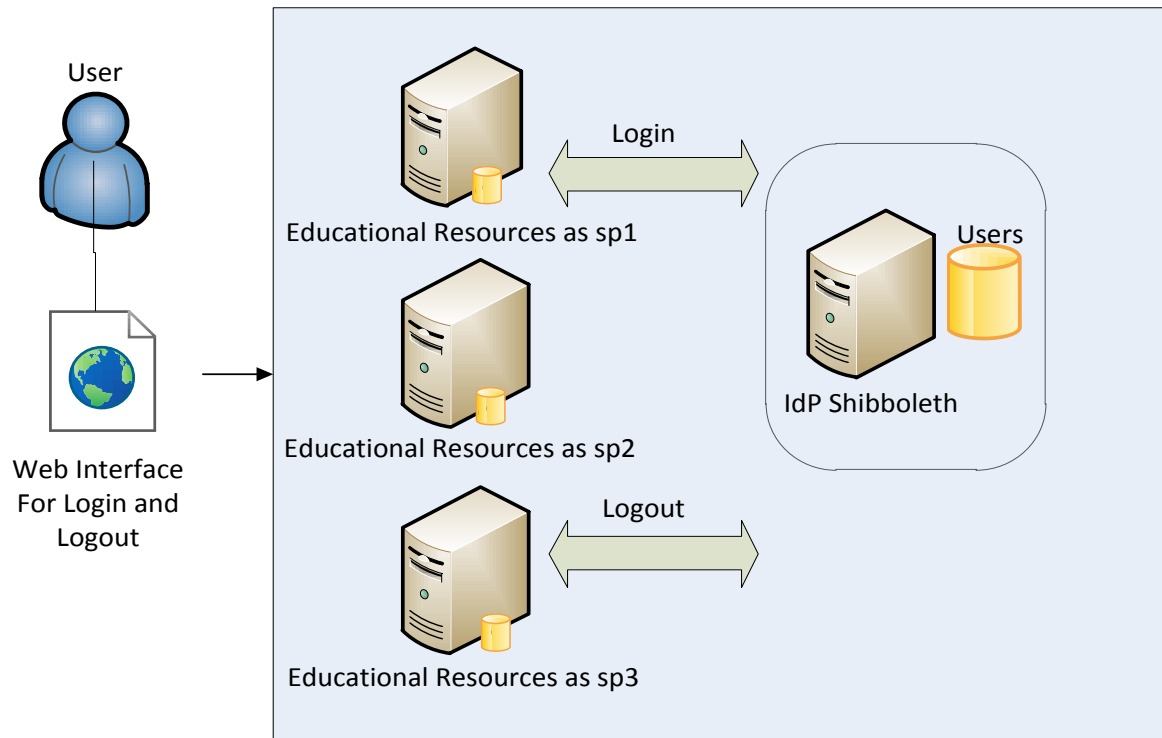 User
Web Interface
For Login and
Logout
Educational Resources as sp1
Educational Resources as sp2
Educational Resources as sp3
Login
Logout
Users
IdP Shibboleth